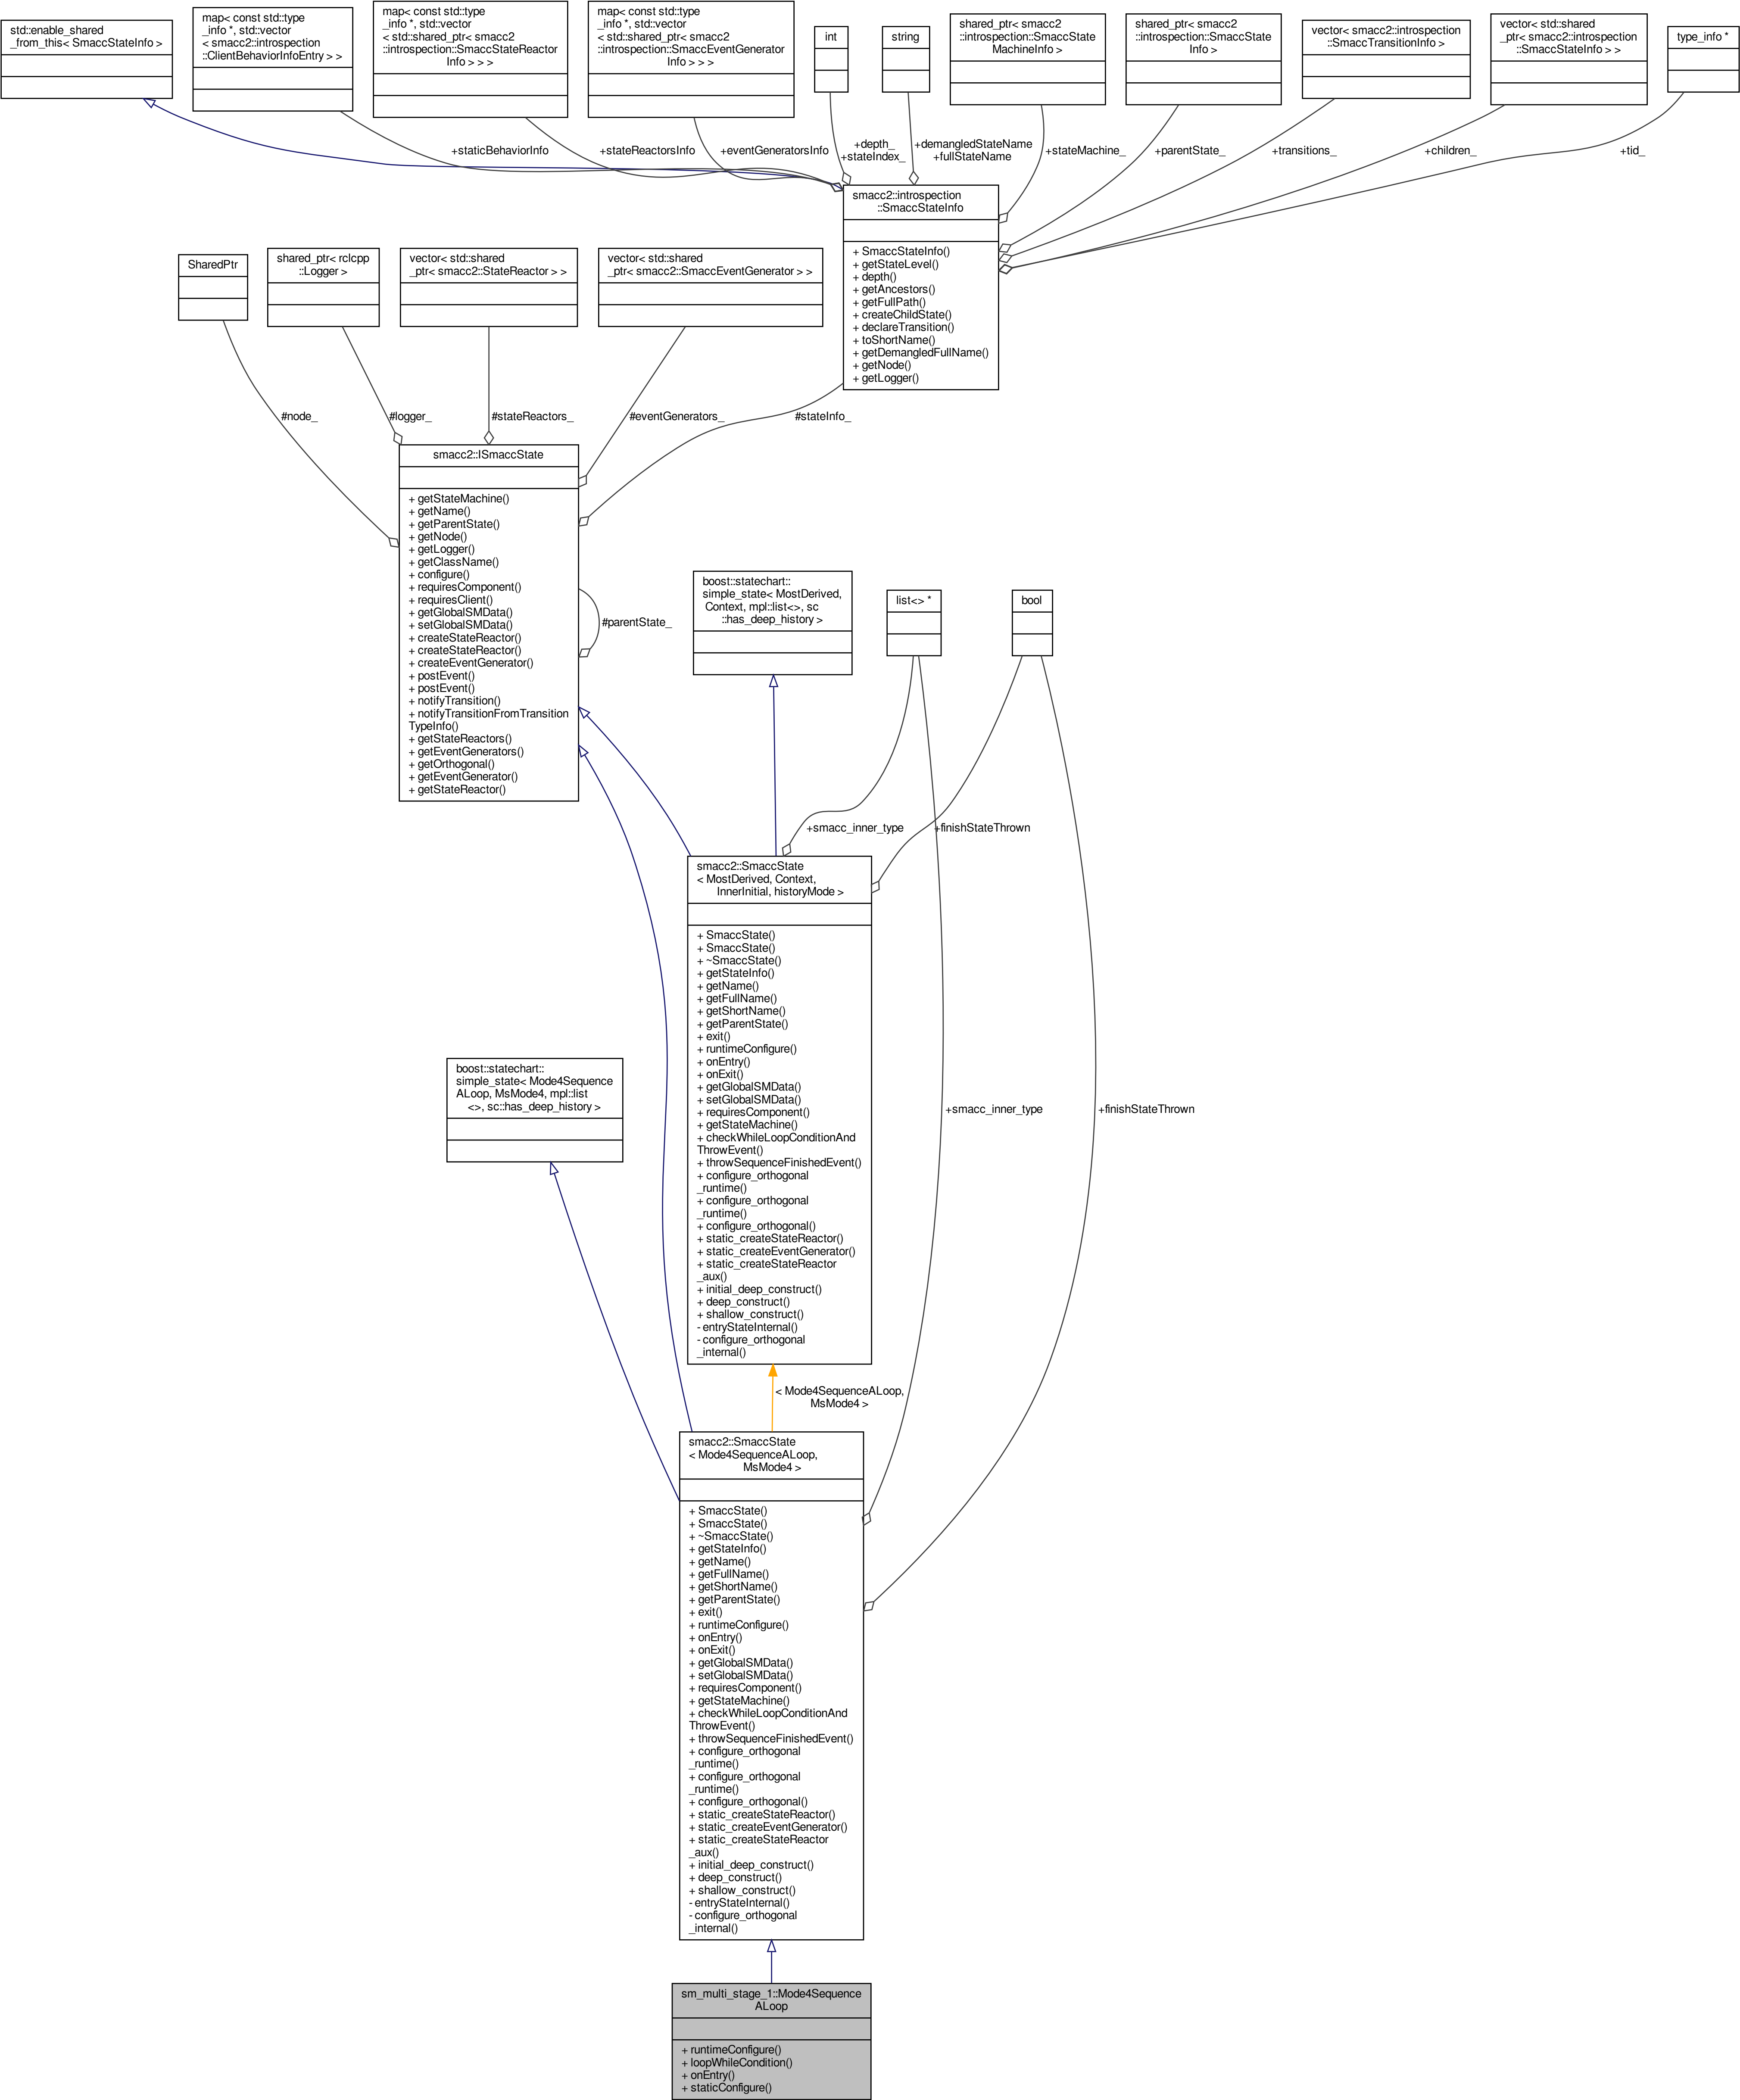 std::enable_shared
_from_this< SmaccStateInfo >
map< const std::type
_info *, std::vector
< smacc2::introspection
::ClientBehaviorInfoEntry > >
map< const std::type
_info *, std::vector
< std::shared_ptr< smacc2
::introspection::SmaccStateReactor
Info > > >
map< const std::type
_info *, std::vector
< std::shared_ptr< smacc2
::introspection::SmaccEventGenerator
Info > > >
int
string
shared_ptr< smacc2
::introspection::SmaccState
MachineInfo >
shared_ptr< smacc2
::introspection::SmaccState
Info >
vector< smacc2::introspection
::SmaccTransitionInfo >
vector< std::shared
_ptr< smacc2::introspection
::SmaccStateInfo > >
type_info *
+staticBehaviorInfo
+stateReactorsInfo
+eventGeneratorsInfo
+depth_
+stateIndex_
+demangledStateName
+fullStateName
+stateMachine_
+parentState_
+transitions_
+children_
+tid_
smacc2::introspection
::SmaccStateInfo
+ SmaccStateInfo()
+ getStateLevel()
+ depth()
+ getAncestors()
+ getFullPath()
+ createChildState()
+ declareTransition()
+ toShortName()
+ getDemangledFullName()
+ getNode()
+ getLogger()
SharedPtr
shared_ptr< rclcpp
::Logger >
vector< std::shared
_ptr< smacc2::StateReactor > >
vector< std::shared
_ptr< smacc2::SmaccEventGenerator > >
#node_
#logger_
#stateReactors_
#eventGenerators_
#stateInfo_
smacc2::ISmaccState
+ getStateMachine()
+ getName()
+ getParentState()
+ getNode()
+ getLogger()
+ getClassName()
+ configure()
+ requiresComponent()
+ requiresClient()
+ getGlobalSMData()
+ setGlobalSMData()
+ createStateReactor()
+ createStateReactor()
+ createEventGenerator()
+ postEvent()
+ postEvent()
+ notifyTransition()
+ notifyTransitionFromTransition
TypeInfo()
+ getStateReactors()
+ getEventGenerators()
+ getOrthogonal()
+ getEventGenerator()
+ getStateReactor()
#parentState_
boost::statechart::
simple_state< MostDerived,
Context, mpl::list<>, sc
::has_deep_history >
list<> *
bool
+smacc_inner_type
+finishStateThrown
smacc2::SmaccState
< MostDerived, Context,
InnerInitial, historyMode >
+ SmaccState()
+ SmaccState()
+ ~SmaccState()
+ getStateInfo()
+ getName()
+ getFullName()
+ getShortName()
+ getParentState()
+ exit()
+ runtimeConfigure()
+ onEntry()
+ onExit()
+ getGlobalSMData()
+ setGlobalSMData()
+ requiresComponent()
+ getStateMachine()
+ checkWhileLoopConditionAnd
ThrowEvent()
+ throwSequenceFinishedEvent()
+ configure_orthogonal
_runtime()
+ configure_orthogonal
_runtime()
+ configure_orthogonal()
+ static_createStateReactor()
+ static_createEventGenerator()
+ static_createStateReactor
_aux()
+ initial_deep_construct()
+ deep_construct()
+ shallow_construct()
- entryStateInternal()
- configure_orthogonal
_internal()
boost::statechart::
simple_state< Mode4Sequence
ALoop, MsMode4, mpl::list
<>, sc::has_deep_history >
+smacc_inner_type
+finishStateThrown
< Mode4SequenceALoop,
MsMode4 >
smacc2::SmaccState
< Mode4SequenceALoop,
MsMode4 >
+ SmaccState()
+ SmaccState()
+ ~SmaccState()
+ getStateInfo()
+ getName()
+ getFullName()
+ getShortName()
+ getParentState()
+ exit()
+ runtimeConfigure()
+ onEntry()
+ onExit()
+ getGlobalSMData()
+ setGlobalSMData()
+ requiresComponent()
+ getStateMachine()
+ checkWhileLoopConditionAnd
ThrowEvent()
+ throwSequenceFinishedEvent()
+ configure_orthogonal
_runtime()
+ configure_orthogonal
_runtime()
+ configure_orthogonal()
+ static_createStateReactor()
+ static_createEventGenerator()
+ static_createStateReactor
_aux()
+ initial_deep_construct()
+ deep_construct()
+ shallow_construct()
- entryStateInternal()
- configure_orthogonal
_internal()
sm_multi_stage_1::Mode4Sequence
ALoop
+ runtimeConfigure()
+ loopWhileCondition()
+ onEntry()
+ staticConfigure()